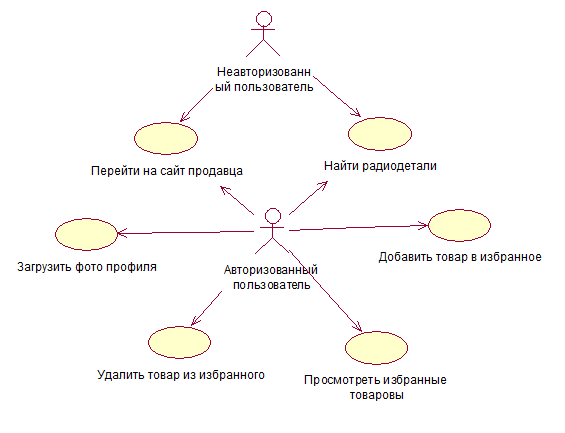 Неавторизованн
ый пользователь
Перейти на сайт продавца
Найти радиодетали
Загрузить фото профиля
Авторизованный
пользователь
Добавить товар в избранное
Удалить товар из избранного
Просмотреть избранные
товаровы